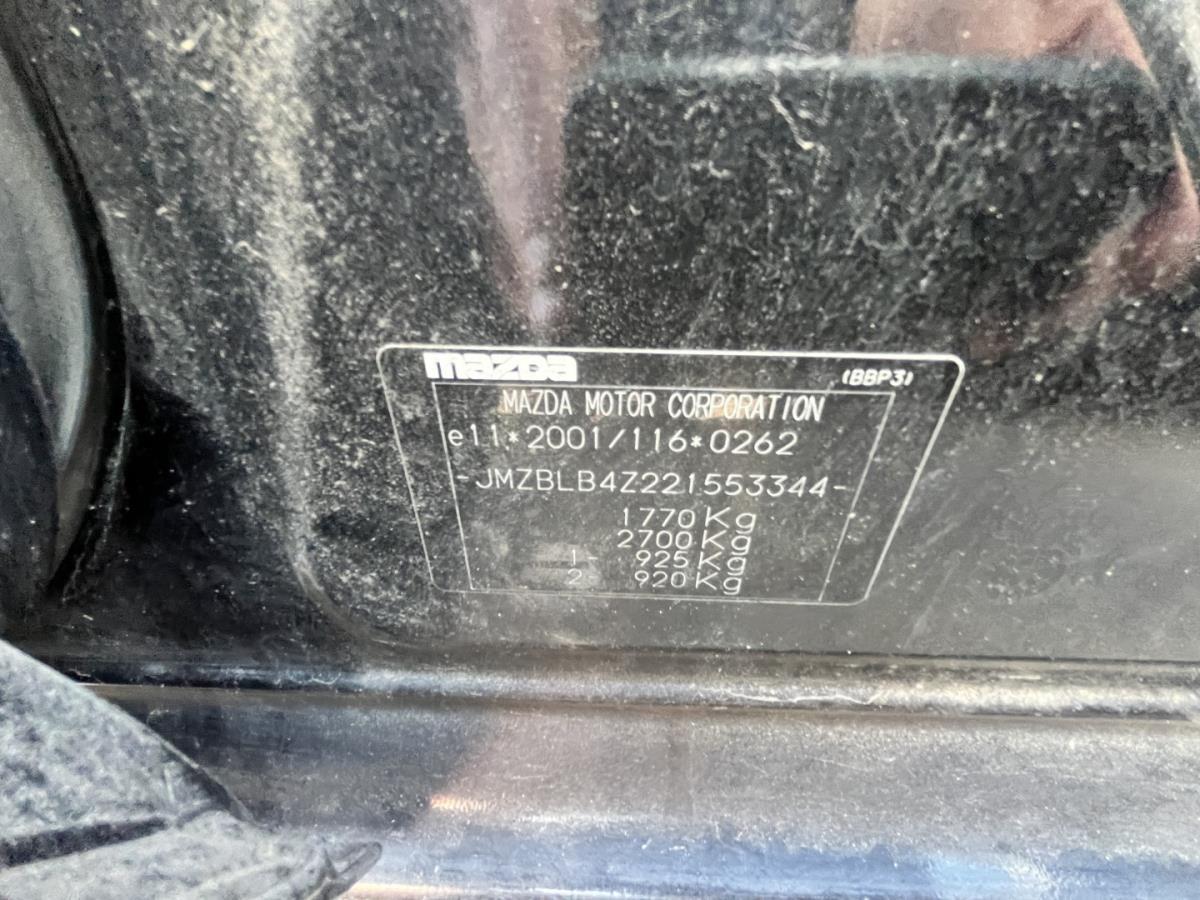 mazda (BBP3)
MAZDA MOTOR CORPORATION
e11*2001/116*0262
-JMZBLB4Z221553344-
1770 Kg
2700 Kg
1- 925 Kg
2 920 Kg